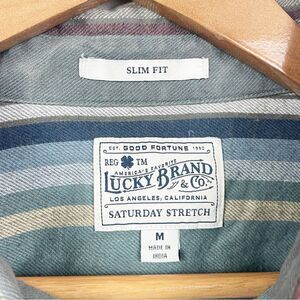 SLIM FIT
EST. GOOD FORTUNE 1990
REG TM
AMERICA'S FAVORITE
LUCKY BRAND
& Co.
LOS ANGELES, CALIFORNIA
SATURDAY STRETCH
M
MADE IN
INDIA